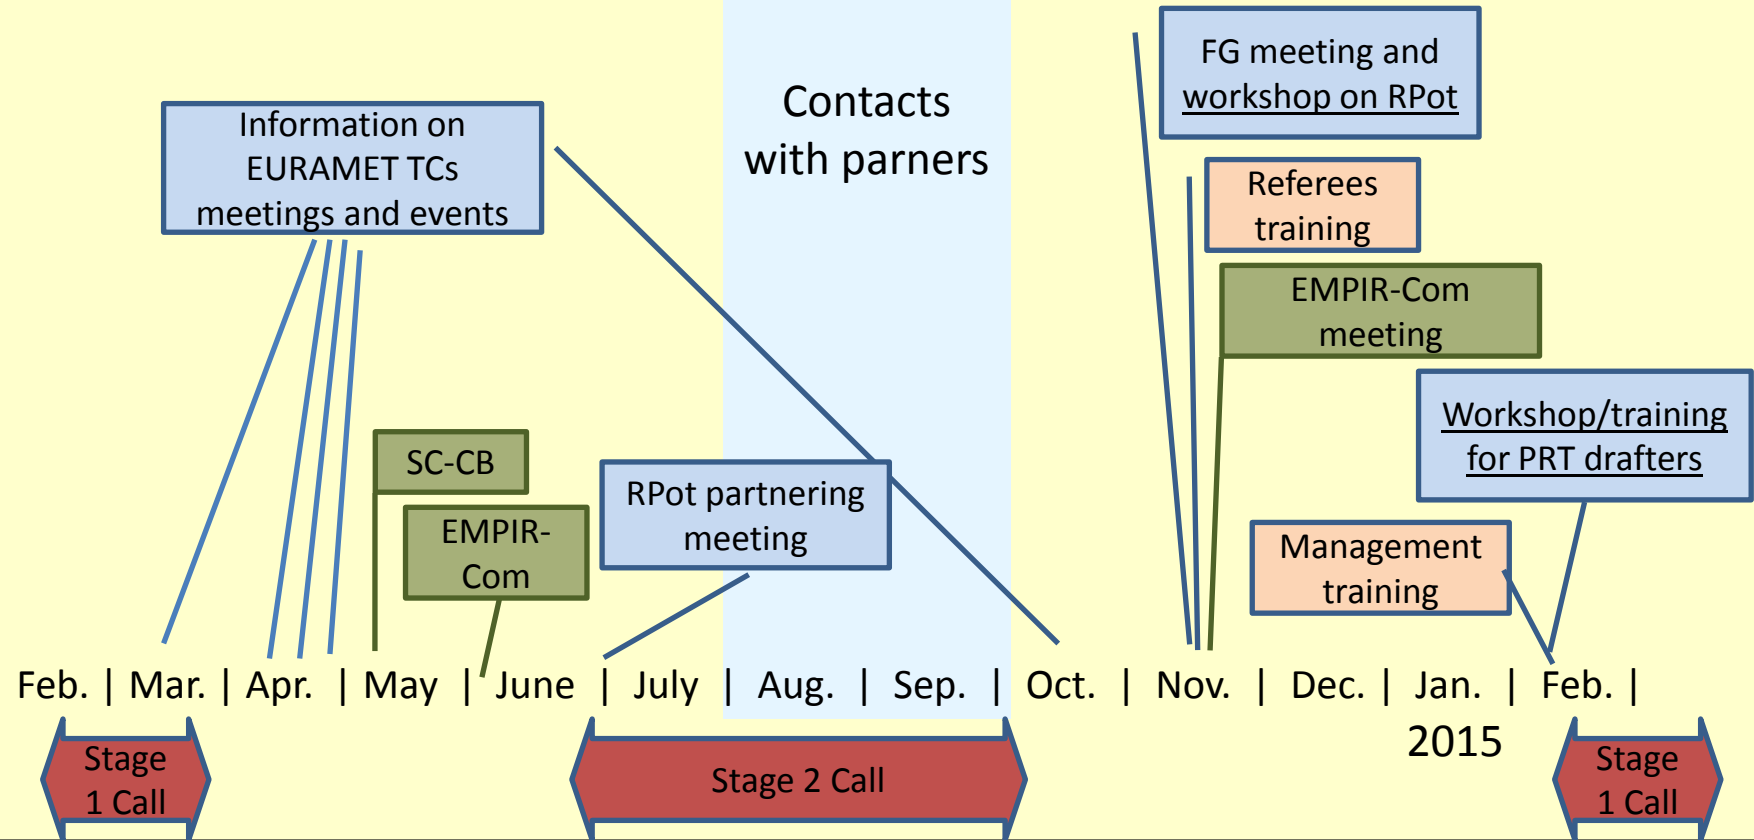 Information on
EURAMET TCs
meetings and events
Contacts
with parners
FG meeting and
workshop on RPot
Referees
training
EMPIR-Com
meeting
Workshop/training
for PRT drafters
SC-CB
EMPIR-
Com
RPot partnering
meeting
Management
training
Feb. | Mar. | Apr. | May | June | July | Aug. | Sep. | Oct. | Nov. | Dec. | Jan. | Feb. |
2015
Stage
1 Call
Stage 2 Call
Stage
1 Call